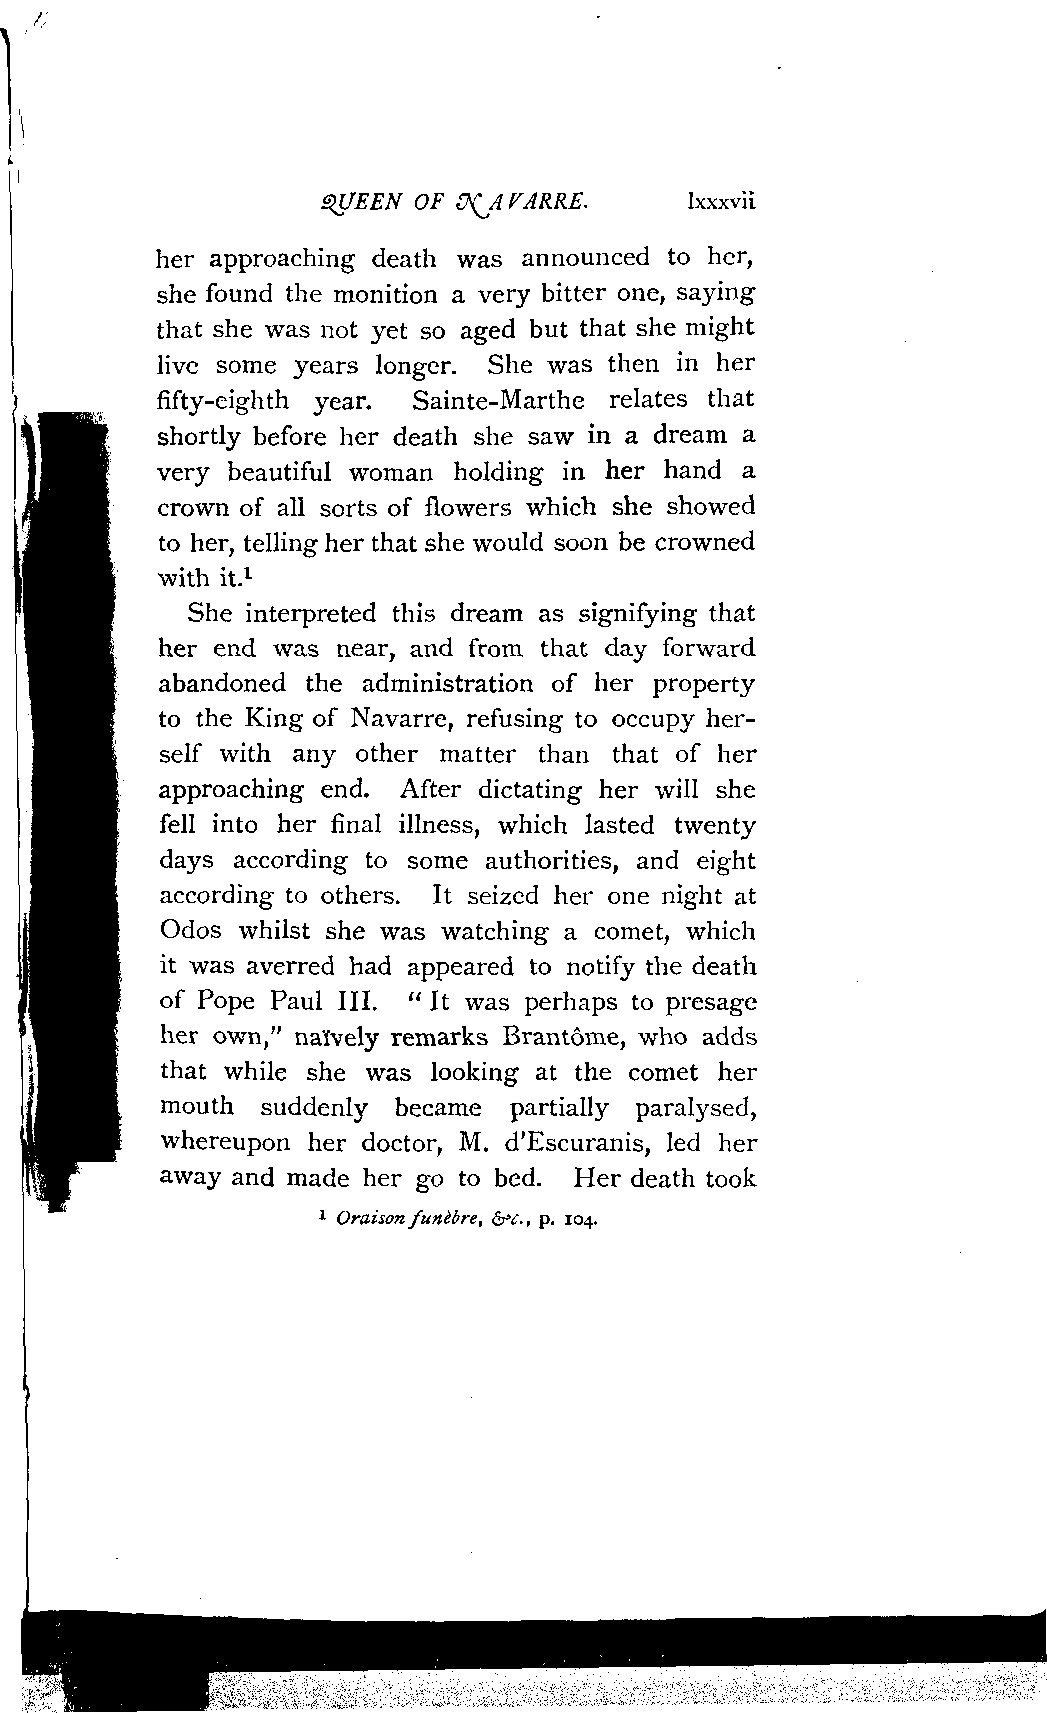 QUEEN OF NAVARRE. lxxxvii
her approaching death was announced to her,
she found the monition a very bitter one, saying
that she was not yet so aged but that she might
live some years longer. She was then in her
fifty-eighth year. Sainte-Marthe relates that
shortly before her death she saw in a dream a
very beautiful woman holding in her hand a
crown of all sorts of flowers which she showed
to her, telling her that she would soon be crowned
with it.¹
She interpreted this dream as signifying that
her end was near, and from that day forward
abandoned the administration of her property
to the King of Navarre, refusing to occupy her-
self with any other matter than that of her
approaching end. After dictating her will she
fell into her final illness, which lasted twenty
days according to some authorities, and eight
according to others. It seized her one night at
Odos whilst she was watching a comet, which
it was averred had appeared to notify the death
of Pope Paul III. “It was perhaps to presage
her own,” naïvely remarks Brantôme, who adds
that while she was looking at the comet her
mouth suddenly became partially paralysed,
whereupon her doctor, M. d'Escuranis, led her
away and made her go to bed. Her death took
¹ Oraison funèbre, &c., p. 104.